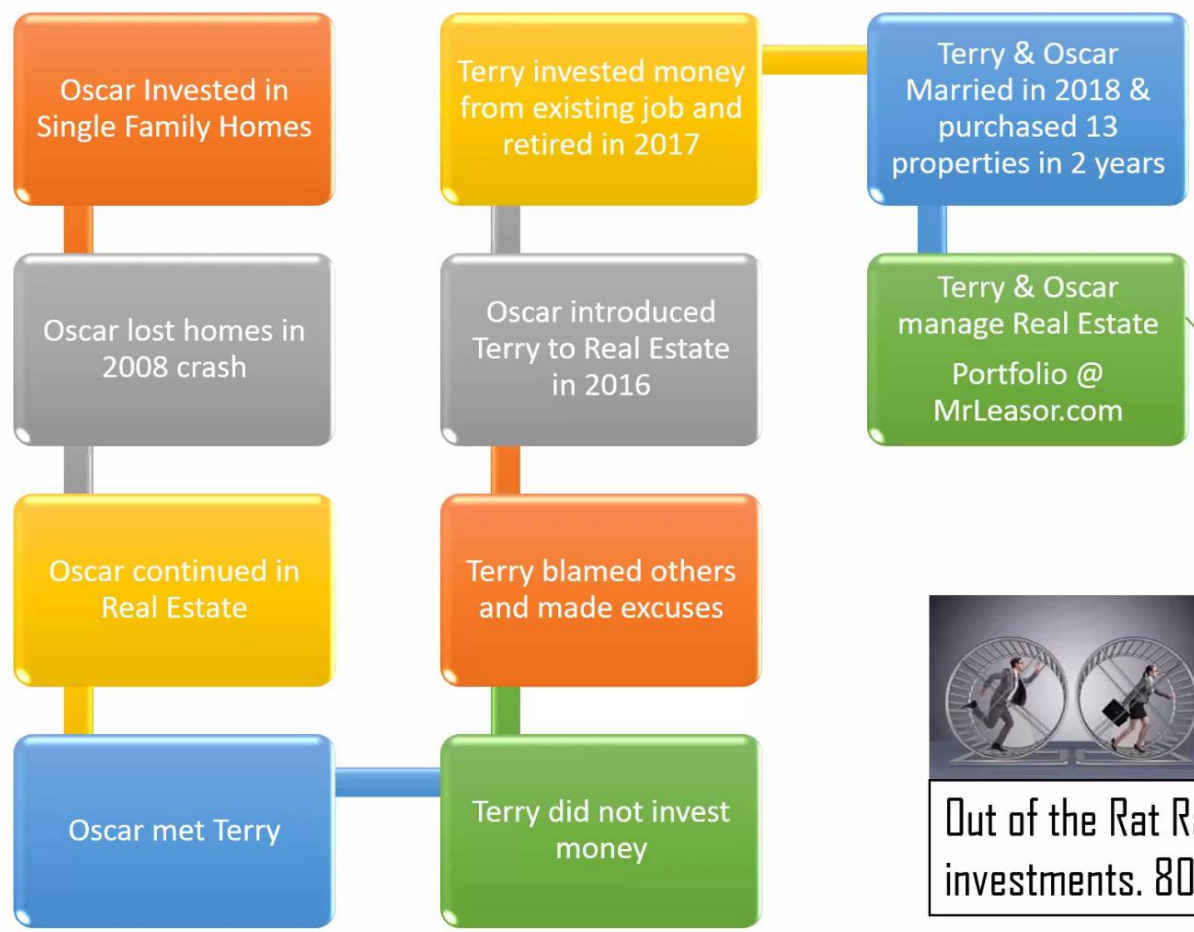 Oscar Invested in
Single Family Homes
Oscar lost homes in
2008 crash
Oscar continued in
Real Estate
Oscar met Terry
Terry did not invest
money
Terry blamed others
and made excuses
Oscar introduced
Terry to Real Estate
in 2016
Terry invested money
from existing job and
retired in 2017
Terry & Oscar
Married in 2018 &
purchased 13
properties in 2 years
Terry & Oscar
manage Real Estate
Portfolio @
MrLeasor.com
Out of the Rat
investments.